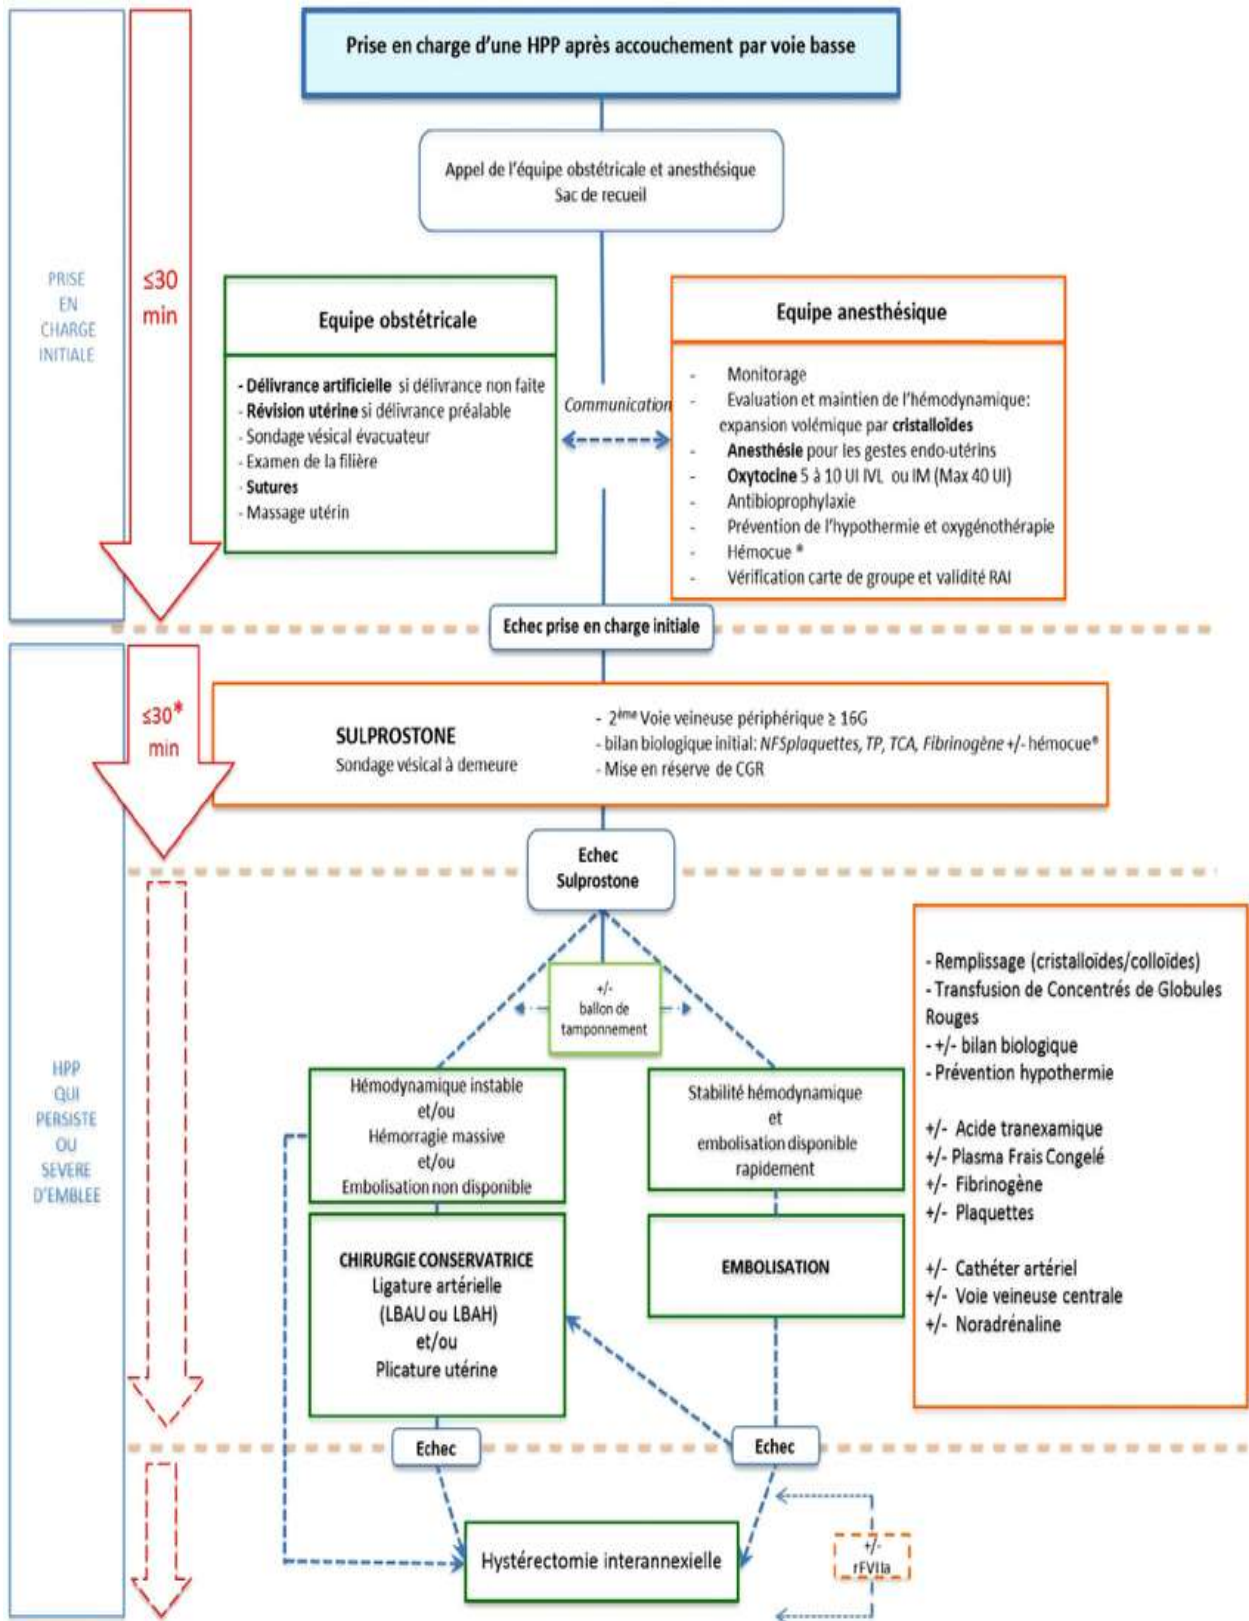 Prise en charge d'une HPP après accouchement par voie basse
Appel de l'équipe obstétricale et anesthésique
Sac de recueil
PRISE
EN
CHARGE
INITIALE
≤30
min
Equipe obstétricale
- Délivrance artificielle si délivrance non faite
- Révision utérine si délivrance préalable
- Sondage vésical évacuateur
- Examen de la filière
- Sutures
- Massage utérin
Communication
Equipe anesthésique
- Monitorage
- Evaluation et maintien de l'hémodynamique:
expansion volémique par cristalloïdes
- Anesthésie pour les gestes endo-utérins
- Oxytocine 5 à 10 UI IVL ou IM (Max 40 UI)
- Antibioprophylaxie
- Prévention de l'hypothermie et oxygénothérapie
- Hémocue ®
- Vérification carte de groupe et validité RAI
Echec prise en charge initiale
≤30*
min
SULPROSTONE
Sondage vésical à demeure
- 2ème Voie veineuse périphérique ≥ 16G
- bilan biologique initial: NFSplaquettes, TP, TCA, Fibrinogène +/- hémocue®
- Mise en réserve de CGR
Echec
Sulprostone
+/-
ballon de
tamponnement
HPP
QUI
PERSISTE
OU
SEVERE
D'EMBLEE
Hémodynamique instable
et/ou
Hémorragie massive
et/ou
Embolisation non disponible
Stabilité hémodynamique
et
embolisation disponible
rapidement
CHIRURGIE CONSERVATRICE
Ligature artérielle
(LBAU ou LBAH)
et/ou
Plicature utérine
EMBOLISATION
- Remplissage (cristalloïdes/colloïdes)
- Transfusion de Concentrés de Globules
Rouges
- +/- bilan biologique
- Prévention hypothermie
+/- Acide tranexamique
+/- Plasma Frais Congelé
+/- Fibrinogène
+/- Plaquettes
+/- Cathéter artériel
+/- Voie veineuse centrale
+/- Noradrénaline
Echec
Echec
Hystérectomie interannexielle
+/-
rFVIIa